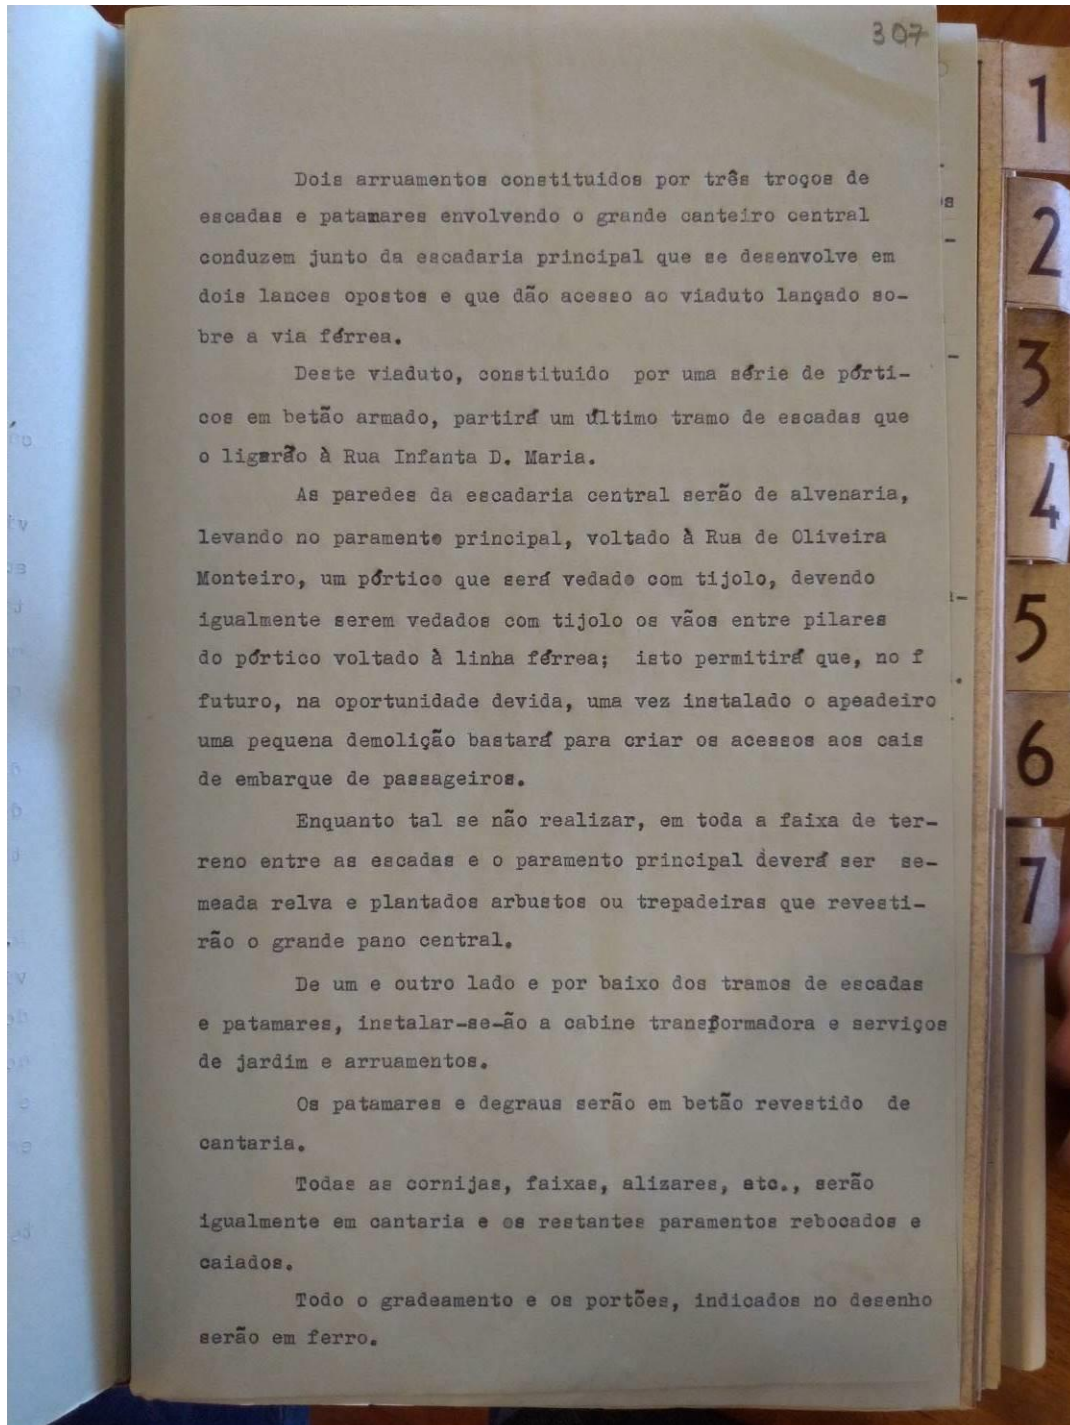 307
Dois arruamentos constituidos por três troços de
escadas e patamares envolvendo o grande canteiro central
conduzem junto da escadaria principal que se desenvolve em
dois lances opostos e que dão acesso ao viaduto lançado so-
bre a via férrea.
Deste viaduto, constituido por uma série de pórti-
cos em betão armado, partirá um último tramo de escadas que
o ligarão à Rua Infanta D. Maria.
As paredes da escadaria central serão de alvenaria,
levando no paramento principal, voltado à Rua de Oliveira
Monteiro, um pórtico que será vedado com tijolo, devendo
igualmente serem vedados com tijolo os vãos entre pilares
do pórtico voltado à linha férrea; isto permitirá que, no f
futuro, na oportunidade devida, uma vez instalado o apeadeiro
uma pequena demolição bastará para criar os acessos aos cais
de embarque de passageiros.
Enquanto tal se não realizar, em toda a faixa de ter-
reno entre as escadas e o paramento principal deverá ser se-
meada relva e plantados arbustos ou trepadeiras que revesti-
rão o grande pano central.
De um e outro lado e por baixo dos tramos de escadas
e patamares, instalar-se-ão a cabine transformadora e serviços
de jardim e arruamentos.
Os patamares e degraus serão em betão revestido de
cantaria.
Todas as cornijas, faixas, alizares, etc., serão
igualmente em cantaria e os restantes paramentos rebocados e
caiados.
Todo o gradeamento e os portões, indicados no desenho
serão em ferro.
1
2
3
4
5
6
7